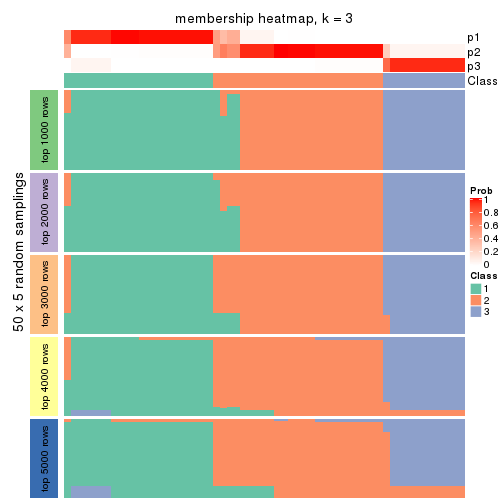 membership heatmap, k = 3
p1
p2
p3
Class
50 x 5 random samplings
top 1000 rows
top 2000 rows
top 3000 rows
top 4000 rows
top 5000 rows
Prob
1
0.8
0.6
0.4
0.2
0
Class
1
2
3